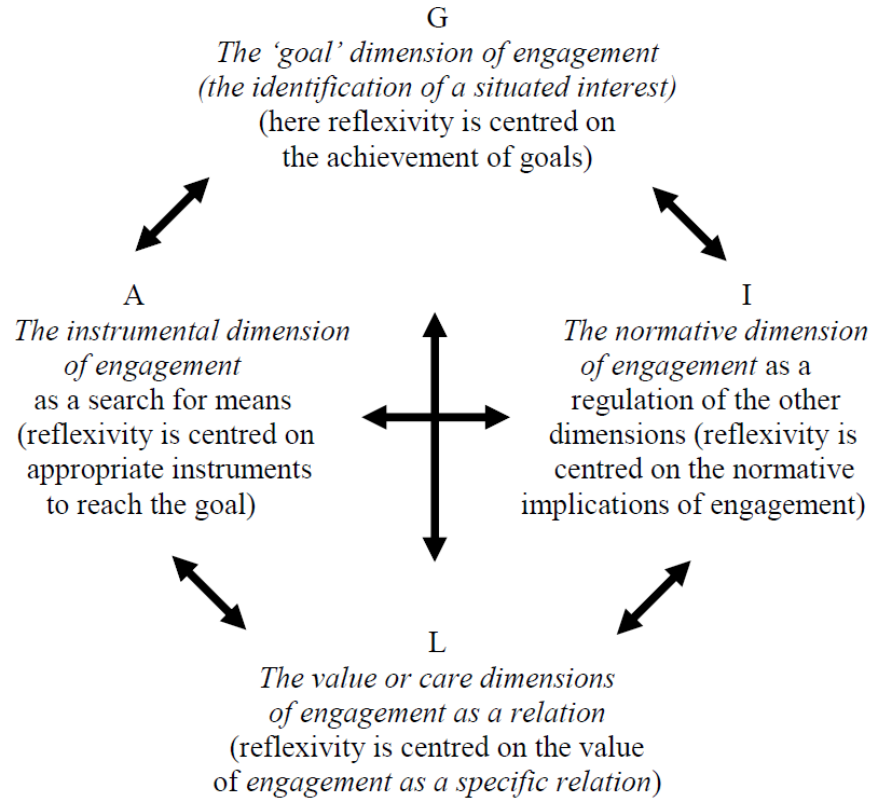 G
The ‘goal’ dimension of engagement
(the identification of a situated interest)
(here reflexivity is centred on
the achievement of goals)
A
The instrumental dimension
of engagement
as a search for means
(reflexivity is centred on
appropriate instruments
to reach the goal)
I
The normative dimension
of engagement as a
regulation of the other
dimensions (reflexivity is
centred on the normative
implications of engagement)
L
The value or care dimensions
of engagement as a relation
(reflexivity is centred on the value
of engagement as a specific relation)